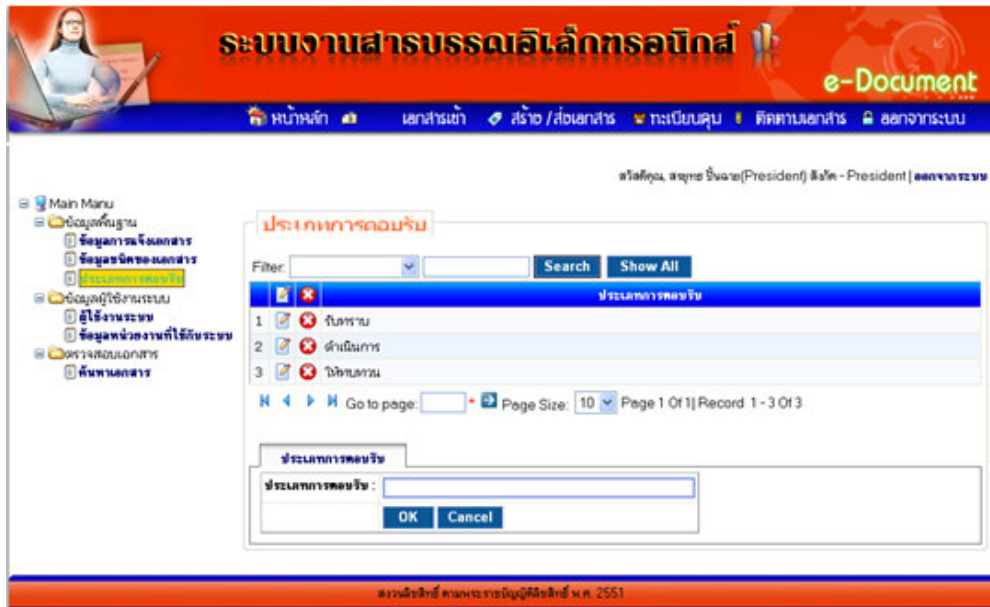 ระบบงานสารบรรณอิเล็กทรอนิกส์
e-Document
หน้าหลัก เอกสารเข้า สร้าง/ส่งเอกสาร ทะเบียนคุม ติดตามเอกสาร ออกจากระบบ
สวัสดีคุณ, (President) สังกัด - President | ออกจากระบบ
Main Manu
ข้อมูลพื้นฐาน
ข้อมูลการแจ้งเอกสาร
ข้อมูลชนิดของเอกสาร
ประเภทการตอบรับ
ข้อมูลผู้ใช้งานระบบ
ผู้ใช้งานระบบ
ข้อมูลหน่วยงานที่ใช้กับระบบ
ตรวจสอบเอกสาร
ค้นหาเอกสาร
ประเภทการตอบรับ
Filter: Search Show All
ประเภทการตอบรับ
1 รับทราบ
2 ดำเนินการ
3 ให้ทบทวน
Go to page: * Page Size: 10 Page 1 Of 1| Record 1 - 3 Of 3
ประเภทการตอบรับ
ประเภทการตอบรับ :
OK Cancel
สงวนลิขสิทธิ์ ตามพระราชบัญญัติลิขสิทธิ์ พ.ศ. 2551